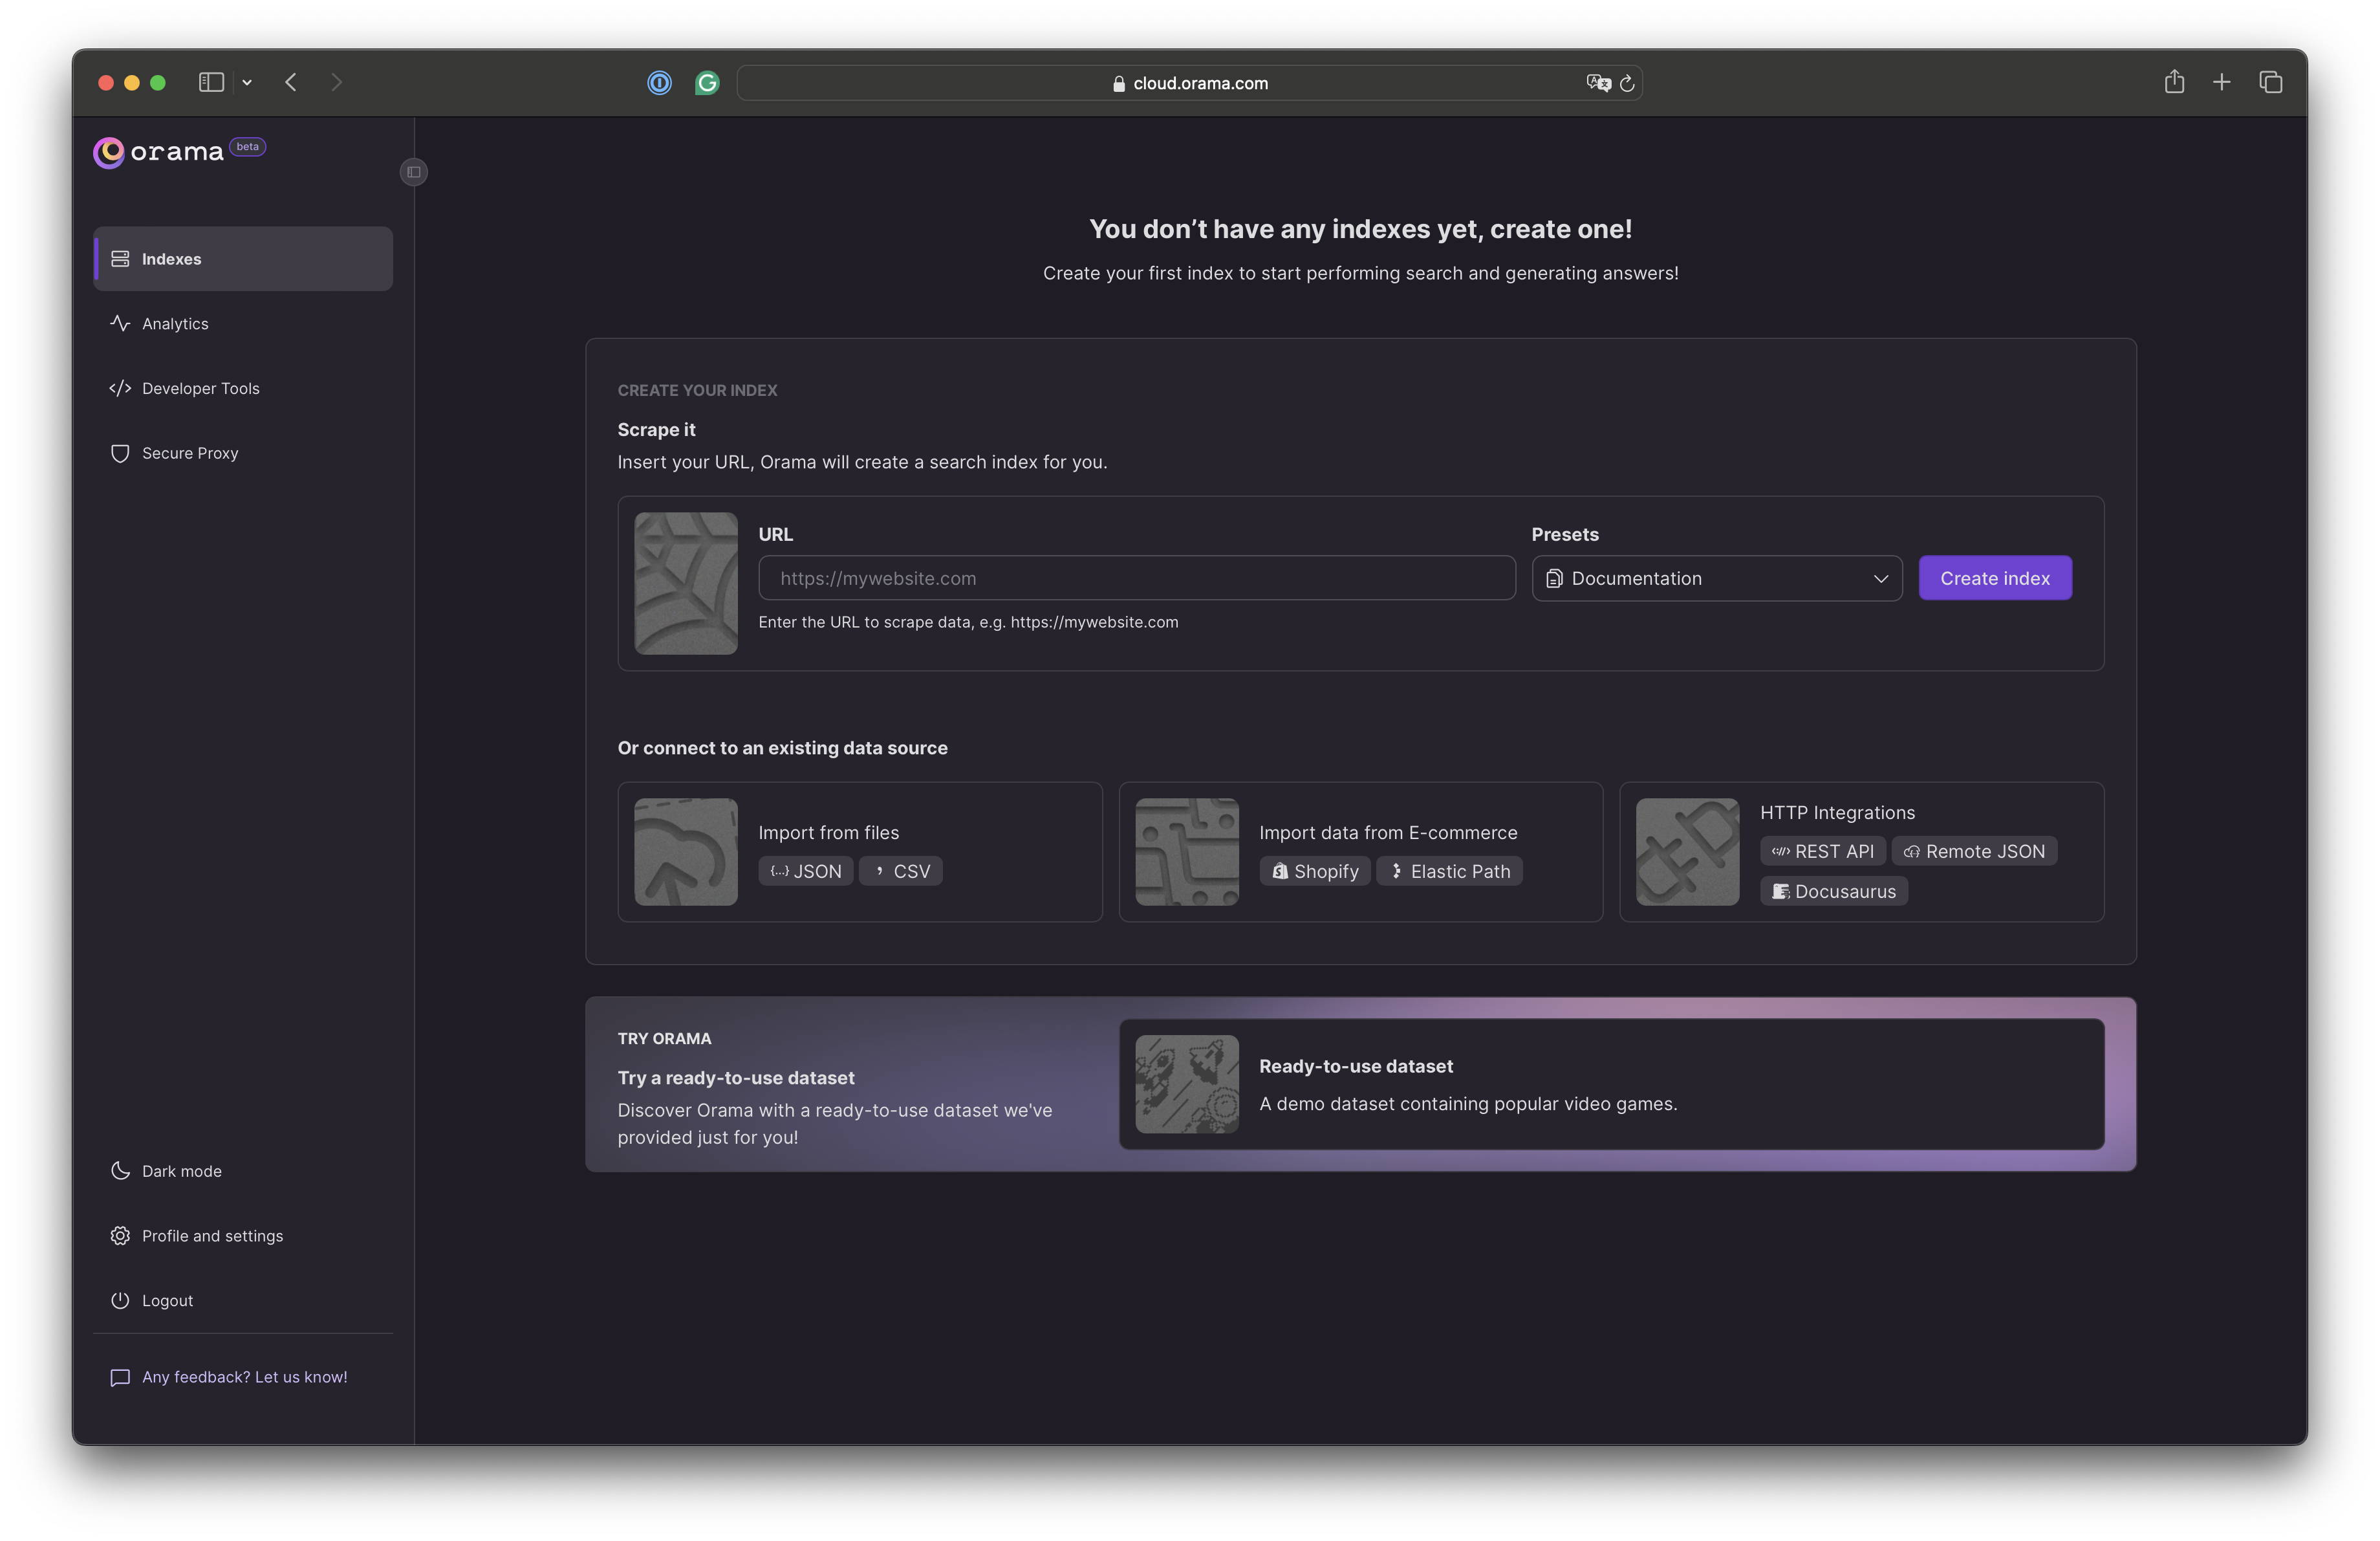 cloud.orama.com
orama beta
Indexes
Analytics
Developer Tools
Secure Proxy
Dark mode
Profile and settings
Logout
Any feedback? Let us know!
You don’t have any indexes yet, create one!
Create your first index to start performing search and generating answers!
CREATE YOUR INDEX
Scrape it
Insert your URL, Orama will create a search index for you.
URL
Presets
https://mywebsite.com
Documentation
Create index
Enter the URL to scrape data, e.g. https://mywebsite.com
Or connect to an existing data source
Import from files
{...} JSON
, CSV
Import data from E-commerce
Shopify
Elastic Path
HTTP Integrations
REST API
Remote JSON
Docusaurus
TRY ORAMA
Try a ready-to-use dataset
Discover Orama with a ready-to-use dataset we've
provided just for you!
Ready-to-use dataset
A demo dataset containing popular video games.